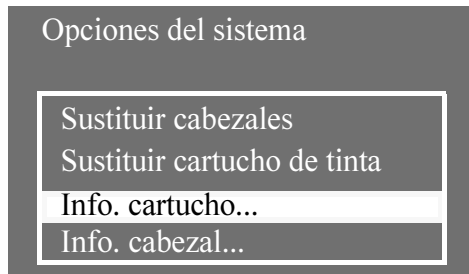 Opciones del sistema
Sustituir cabezales
Sustituir cartucho de tinta
Info. cartucho...
Info. cabezal...